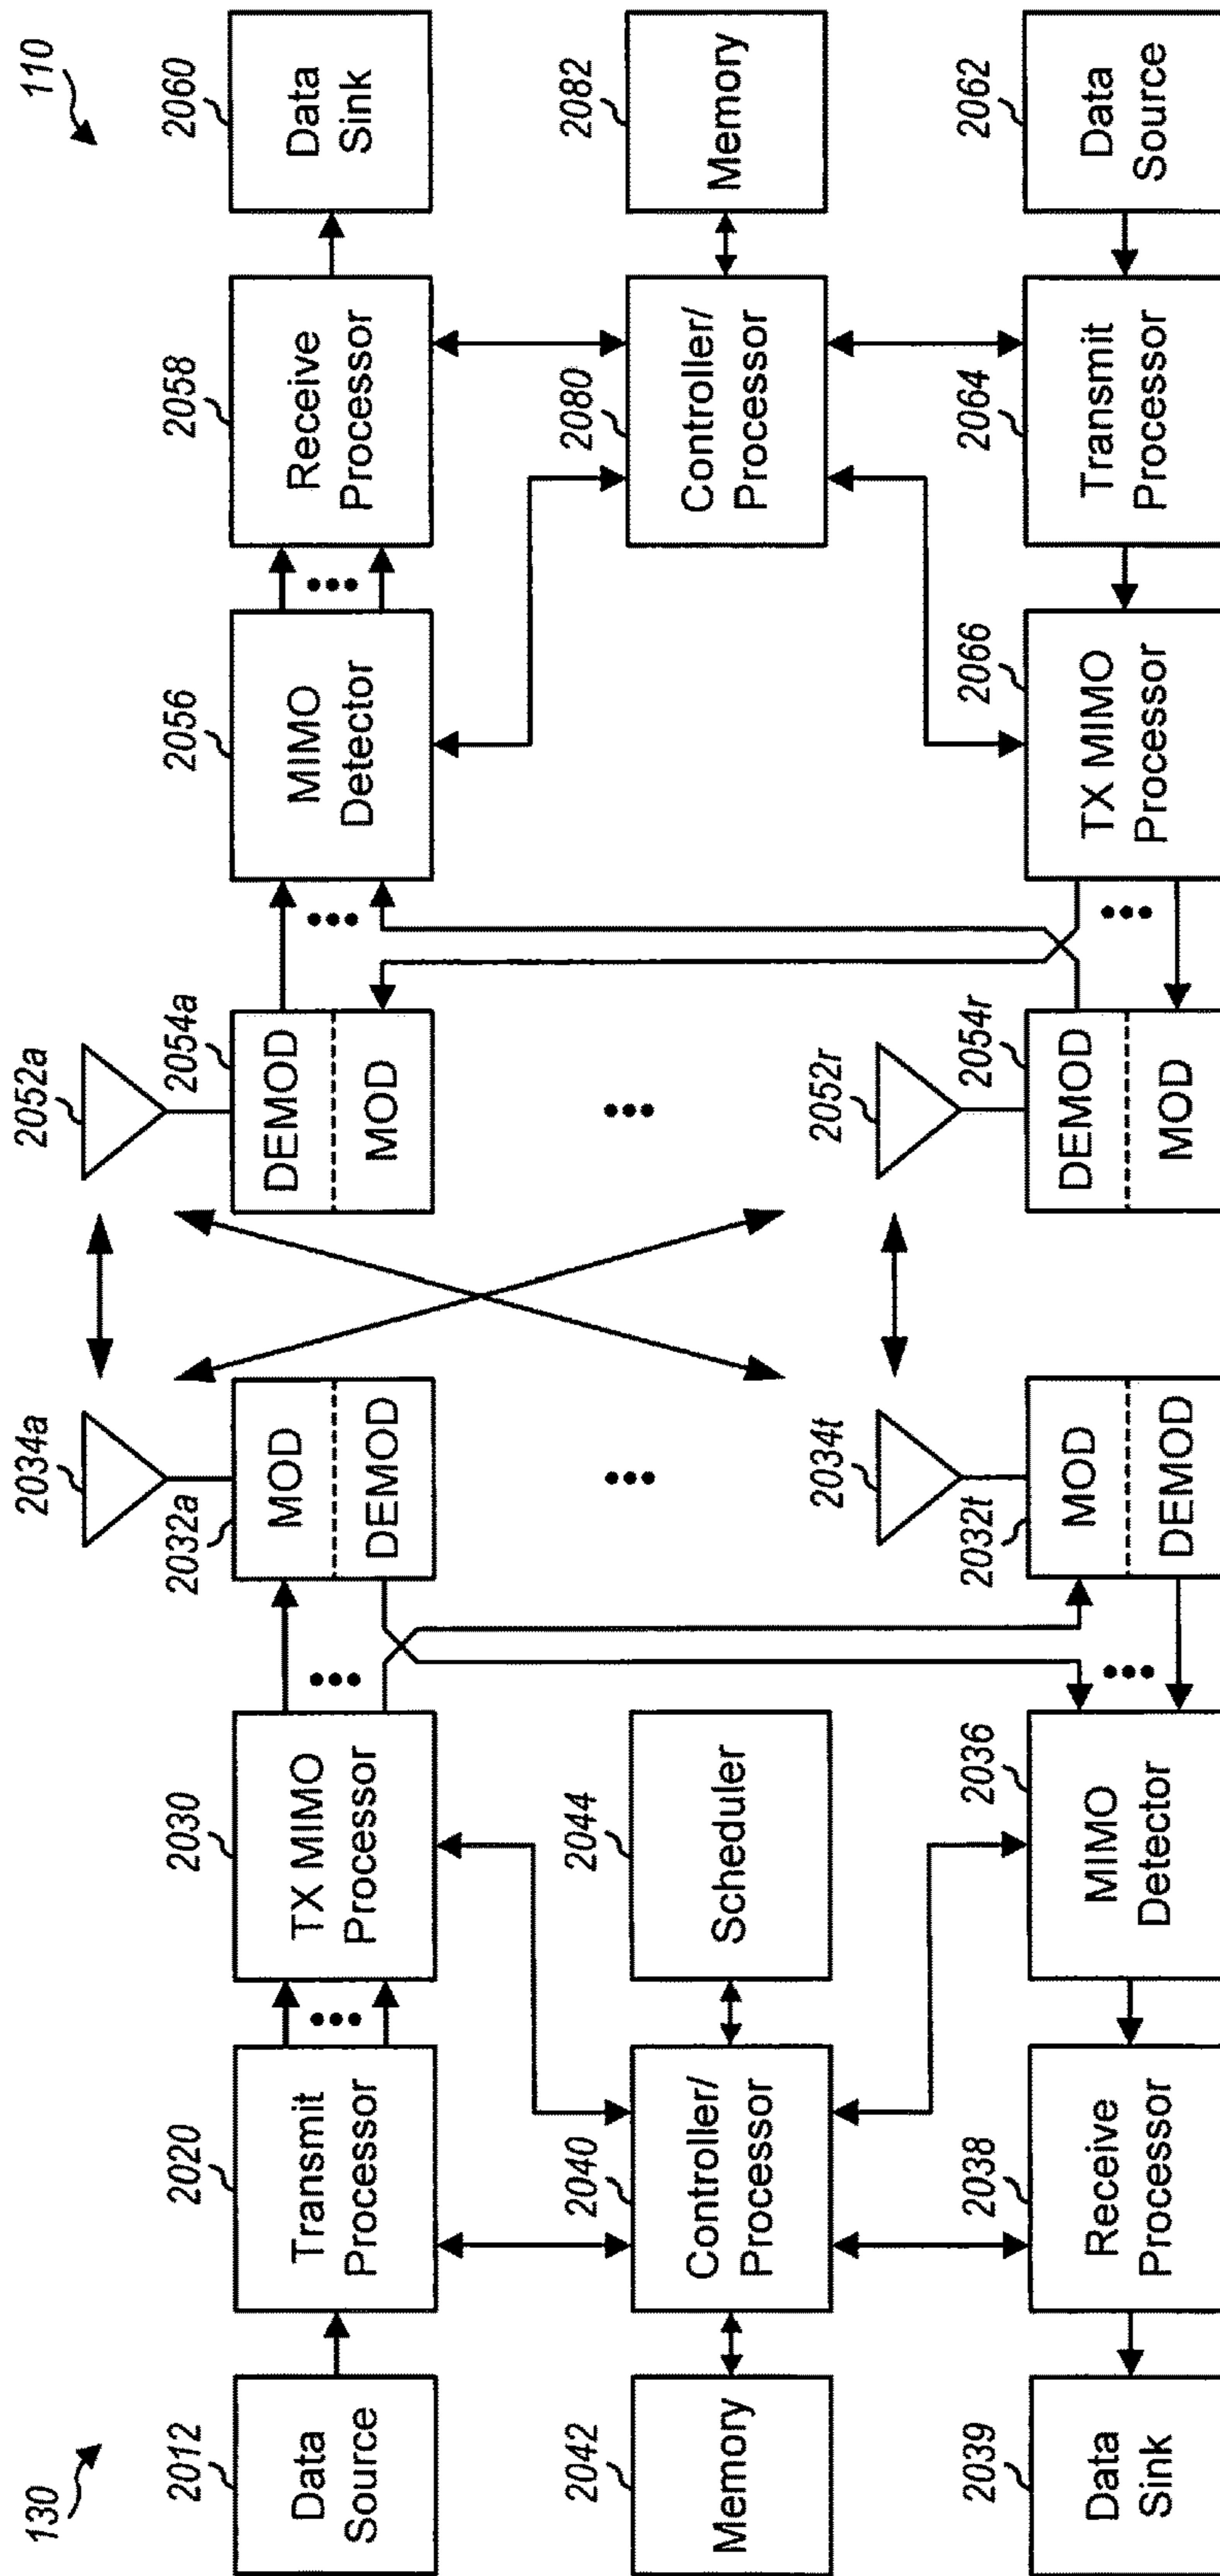 130
110
2012
Data
Source
2020
Transmit
Processor
2030
TX MIMO
Processor
2034a
2032a
MOD
DEMOD
2052a
2054a
DEMOD
MOD
2056
MIMO
Detector
2058
Receive
Processor
2060
Data
Sink
2042
Memory
2040
Controller/
Processor
2044
Scheduler
2080
Controller/
Processor
2082
Memory
2039
Data
Sink
2038
Receive
Processor
2036
MIMO
Detector
2034t
2032t
MOD
DEMOD
2052r
2054r
DEMOD
MOD
2066
TX MIMO
Processor
2064
Transmit
Processor
2062
Data
Source